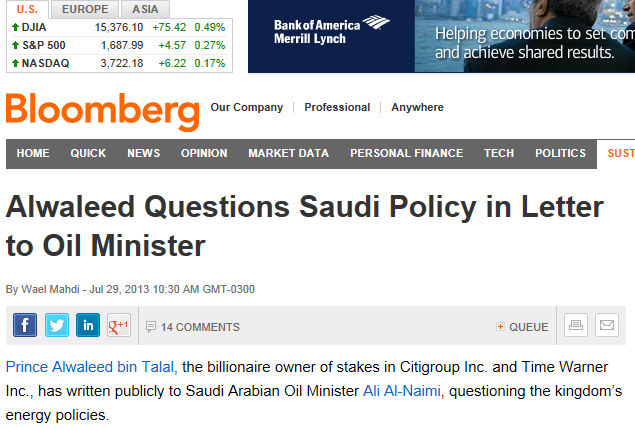 U.S. EUROPE ASIA
DJIA 15,376.10 +75.42 0.49%
S&P 500 1,687.99 +4.57 0.27%
NASDAQ 3,722.18 +6.22 0.17%
Bank of America
Merrill Lynch
Helping economies to set com
and achieve shared results.
Bloomberg
Our Company Professional Anywhere
HOME QUICK NEWS OPINION MARKET DATA PERSONAL FINANCE TECH POLITICS SUST
Alwaleed Questions Saudi Policy in Letter
to Oil Minister
By Wael Mahdi - Jul 29, 2013 10:30 AM GMT-0300
f in g+1 14 COMMENTS + QUEUE
Prince Alwaleed bin Talal, the billionaire owner of stakes in Citigroup Inc. and Time Warner
Inc., has written publicly to Saudi Arabian Oil Minister Ali Al-Naimi, questioning the kingdom's
energy policies.